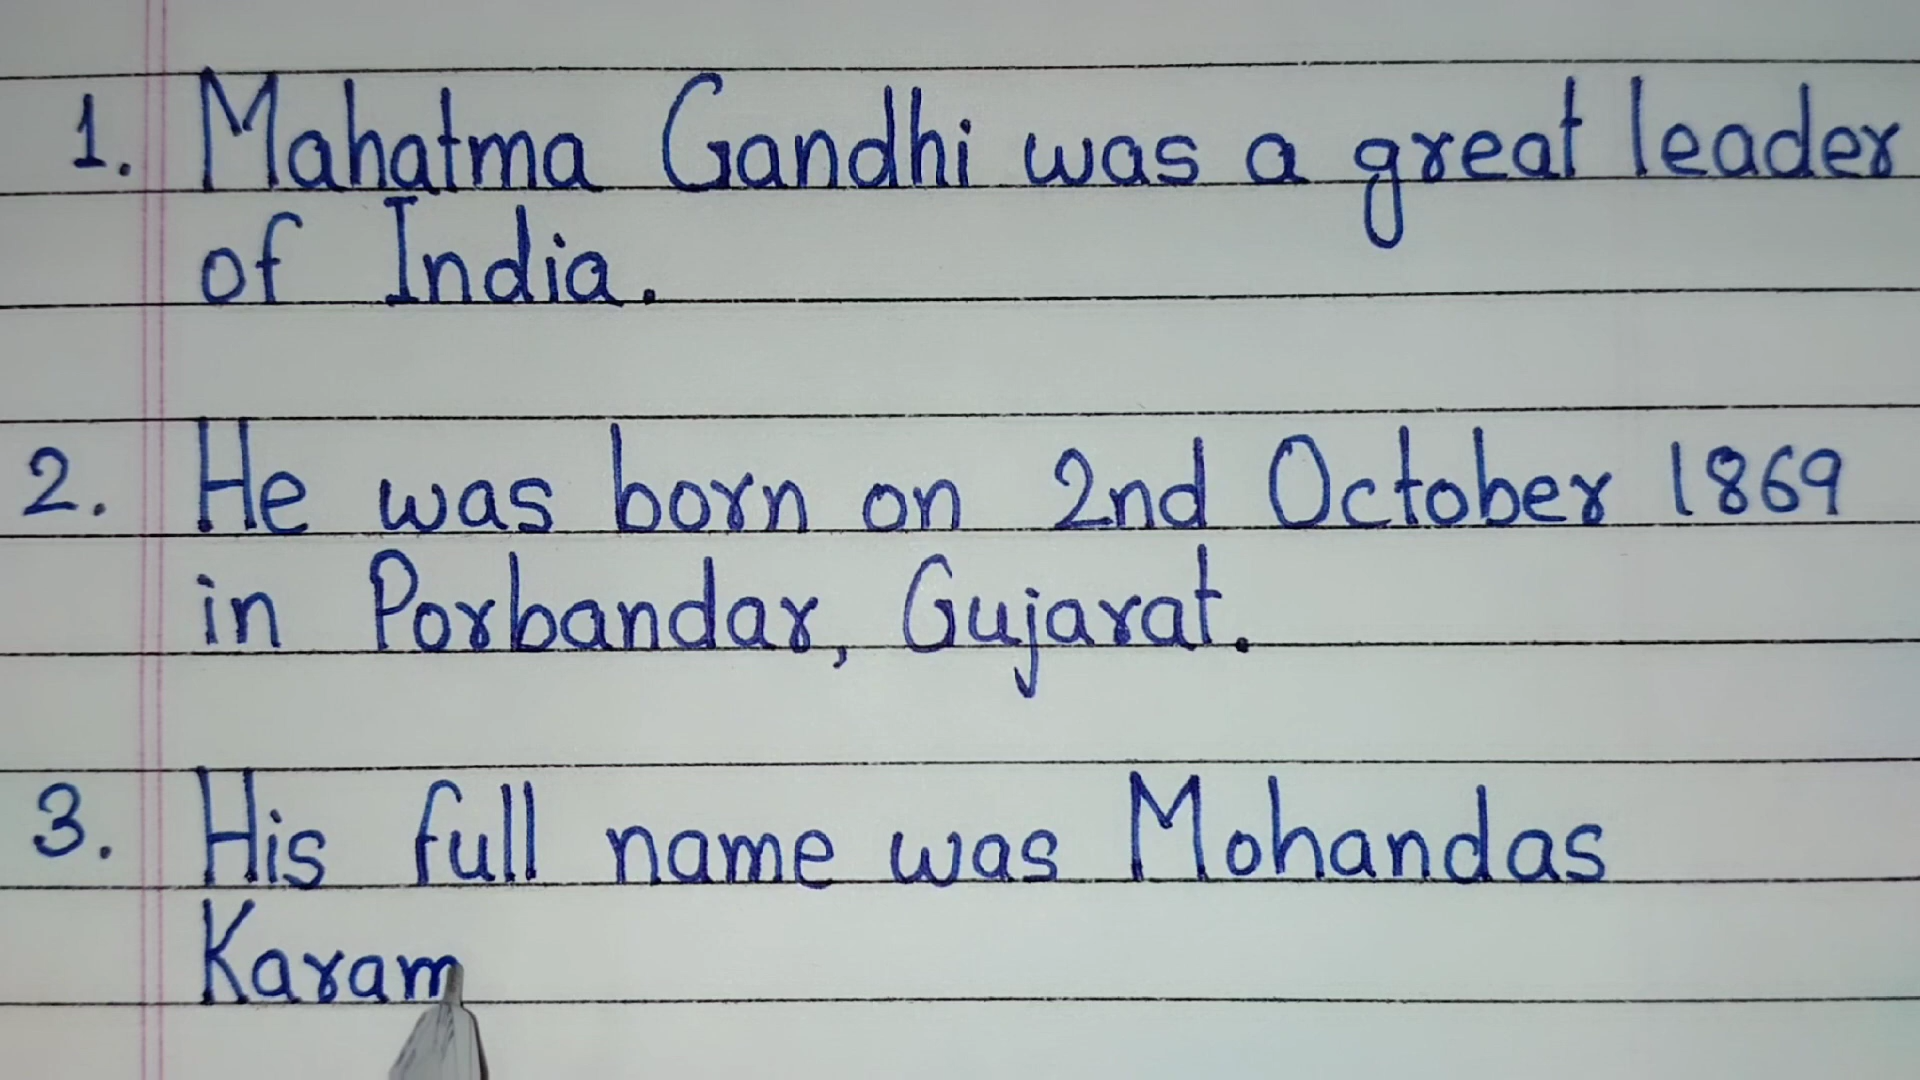 1. Mahatma Gandhi was a great leader
of India.
2. He was born on 2nd October 1869
in Porbandar, Gujarat.
3. His full name was Mohandas
Karam